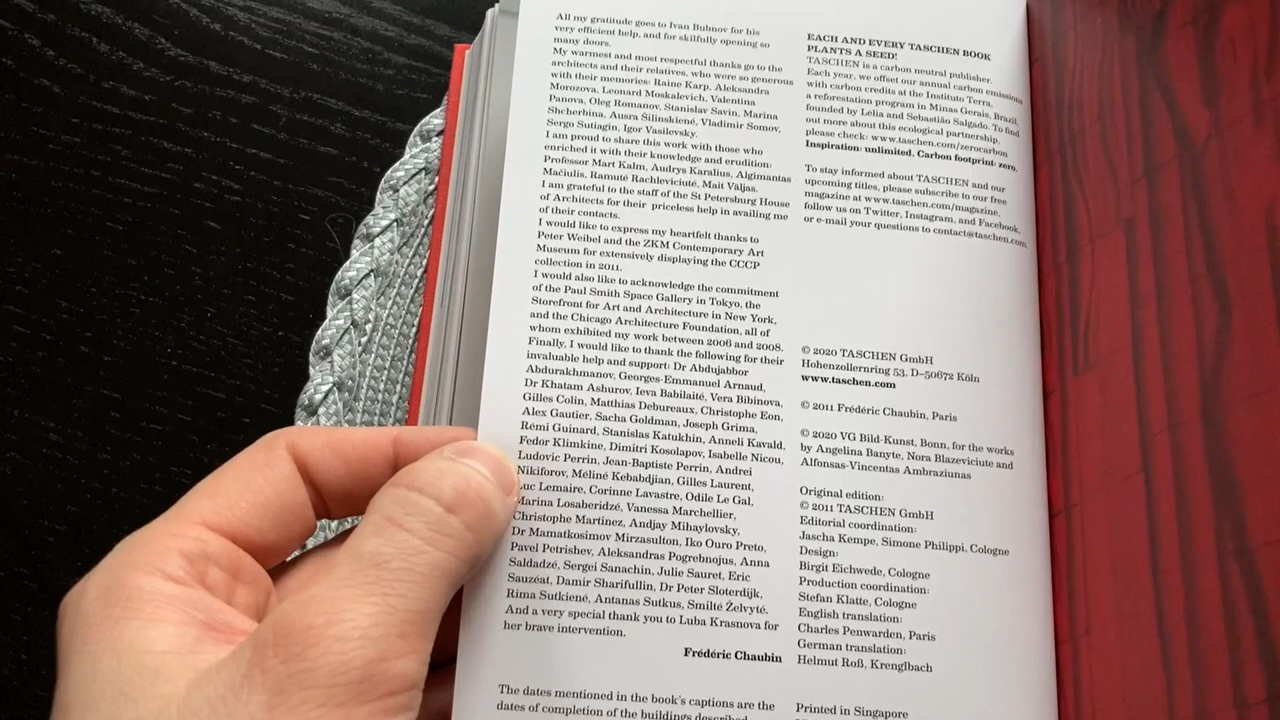 All my gratitude goes to Ivan Bubnov for his
very efficient help, and for skilfully opening so
many doors.
My warmest and most respectful thanks go to the
architects and their relatives, who were so generous
with their memories: Raine Karp, Aleksandra
Morozova, Leonard Moskalevich, Valentina
Panova, Oleg Romanov, Stanislav Savin, Marina
Shcherbina, Ausra Šilinskiené, Vladimir Somov,
Sergo Sutiagin, Igor Vasilevsky.
I am proud to share this work with those who
enriched it with their knowledge and erudition:
Professor Mart Kalm, Audrys Karalius, Algimantas
Mačiulis, Ramuté Rachleviciuté, Mait Väljas.
I am grateful to the staff of the St Petersburg House
of Architects for their priceless help in availing me
of their contacts.
I would like to express my heartfelt thanks to
Peter Weibel and the ZKM Contemporary Art
Museum for extensively displaying the CCCP
collection in 2011.
I would also like to acknowledge the commitment
of the Paul Smith Space Gallery in Tokyo, the
Storefront for Art and Architecture in New York,
and the Chicago Architecture Foundation, all of
whom exhibited my work between 2006 and 2008.
Finally, I would like to thank the following for their
invaluable help and support: Dr Abdujabbor
Abdurakhmanov, Georges-Emmanuel Arnaud,
Dr Khatam Ashurov, Ieva Babilaité, Vera Bibinova,
Gilles Colin, Matthias Debureaux, Christophe Eon,
Alex Gautier, Sacha Goldman, Joseph Grima,
Rémi Guinard, Stanislas Katukhin, Anneli Kavald,
Fedor Klimkine, Dimitri Kosolapov, Isabelle Nicou,
Ludovic Perrin, Jean-Baptiste Perrin, Andrei
Nikiforov, Méliné Kebabdjian, Gilles Laurent,
Luc Lemaire, Corinne Lavastre, Odile Le Gal,
Marina Losaberidzé, Vanessa Marchellier,
Christophe Martinez, Andjay Mihaylovsky,
Dr Mamatkosimov Mirzasulton, Iko Ouro Preto,
Pavel Petrishev, Aleksandras Pogrebnojus, Anna
Saldadzé, Sergei Sanachin, Julie Sauret, Eric
Sauzéat, Damir Sharifullin, Dr Peter Sloterdijk,
Rima Sutkiené, Antanas Sutkus, Smilté Želvyté.
And a very special thank you to Luba Krasnova for
her brave intervention.
Frédéric Chaubin
The dates mentioned in the book's captions are the
dates of completion of the buildings described
EACH AND EVERY TASCHEN BOOK
PLANTS A SEED!
TASCHEN is a carbon neutral publisher.
Each year, we offset our annual carbon emissions
with carbon credits at the Instituto Terra,
a reforestation program in Minas Gerais, Brazil,
founded by Lélia and Sebastião Salgado. To find
out more about this ecological partnership,
please check: www.taschen.com/zerocarbon
Inspiration: unlimited. Carbon footprint: zero.
To stay informed about TASCHEN and our
upcoming titles, please subscribe to our free
magazine at www.taschen.com/magazine,
follow us on Twitter, Instagram, and Facebook,
or e-mail your questions to contact@taschen.com.
© 2020 TASCHEN GmbH
Hohenzollernring 53, D–50672 Köln
www.taschen.com
© 2011 Frédéric Chaubin, Paris
© 2020 VG Bild-Kunst, Bonn, for the works
by Angelina Banyte, Nora Blazeviciute and
Alfonsas-Vincentas Ambraziunas
Original edition:
© 2011 TASCHEN GmbH
Editorial coordination:
Jascha Kempe, Simone Philippi, Cologne
Design:
Birgit Eichwede, Cologne
Production coordination:
Stefan Klatte, Cologne
English translation:
Charles Penwarden, Paris
German translation:
Helmut Roß, Krenglbach
Printed in Singapore